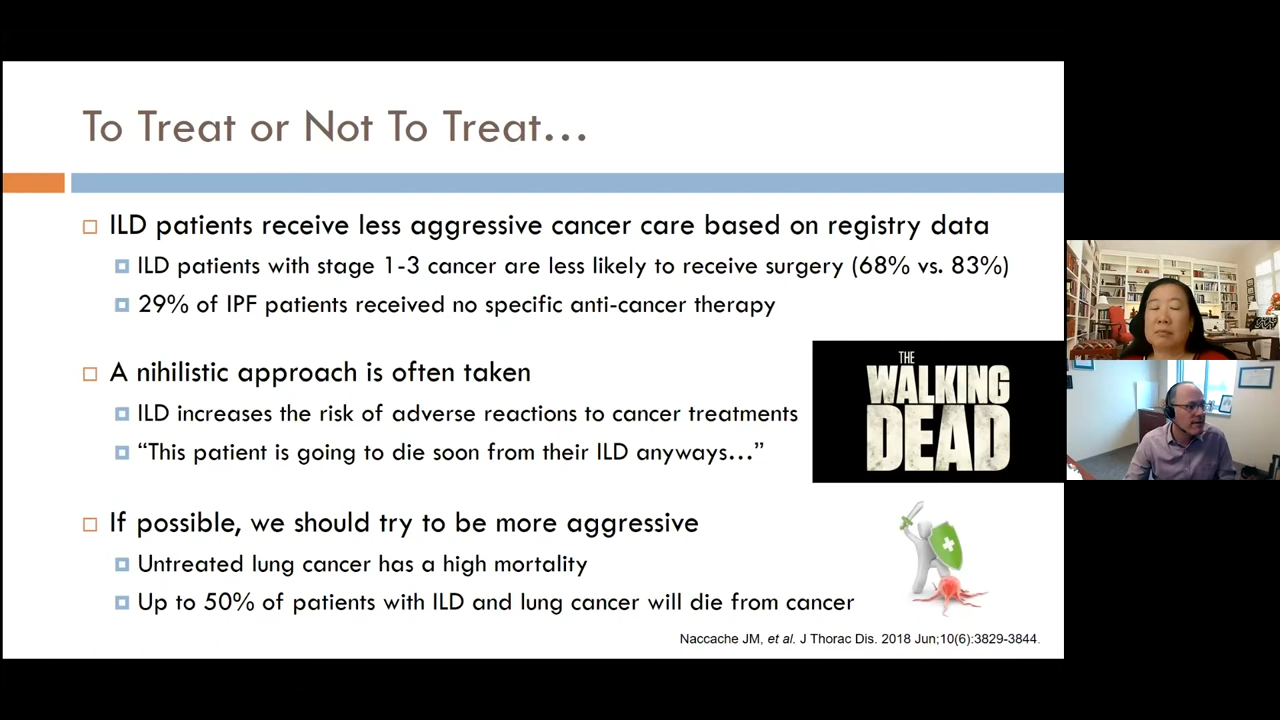 To Treat or Not To Treat…
ILD patients receive less aggressive cancer care based on registry data
ILD patients with stage 1-3 cancer are less likely to receive surgery (68% vs. 83%)
29% of IPF patients received no specific anti-cancer therapy
A nihilistic approach is often taken
ILD increases the risk of adverse reactions to cancer treatments
“This patient is going to die soon from their ILD anyways…”
THE
WALKING
DEAD
If possible, we should try to be more aggressive
Untreated lung cancer has a high mortality
Up to 50% of patients with ILD and lung cancer will die from cancer
Naccache JM, et al. J Thorac Dis. 2018 Jun;10(6):3829-3844.